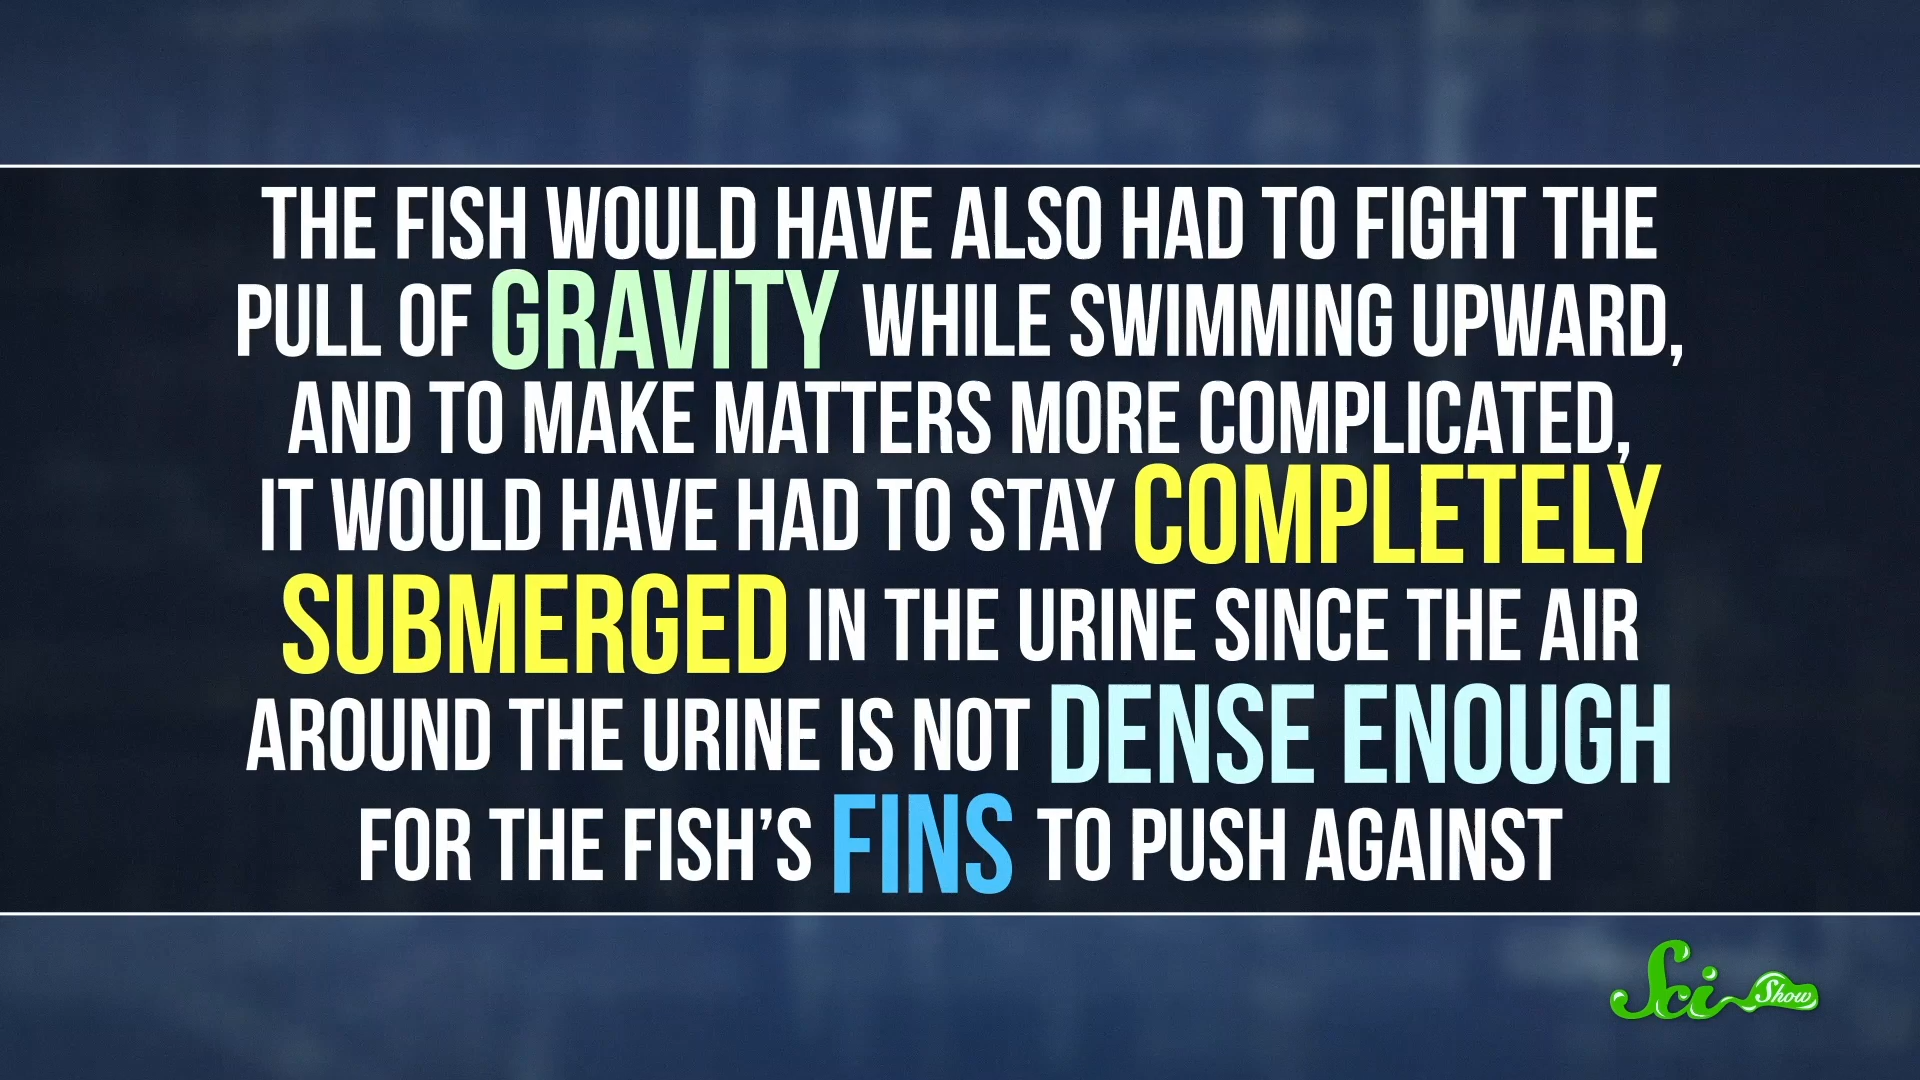 THE FISH WOULD HAVE ALSO HAD TO FIGHT THE
PULL OF GRAVITY WHILE SWIMMING UPWARD,
AND TO MAKE MATTERS MORE COMPLICATED,
IT WOULD HAVE HAD TO STAY COMPLETELY
SUBMERGED IN THE URINE SINCE THE AIR
AROUND THE URINE IS NOT DENSE ENOUGH
FOR THE FISH’S FINS TO PUSH AGAINST
Sci Show